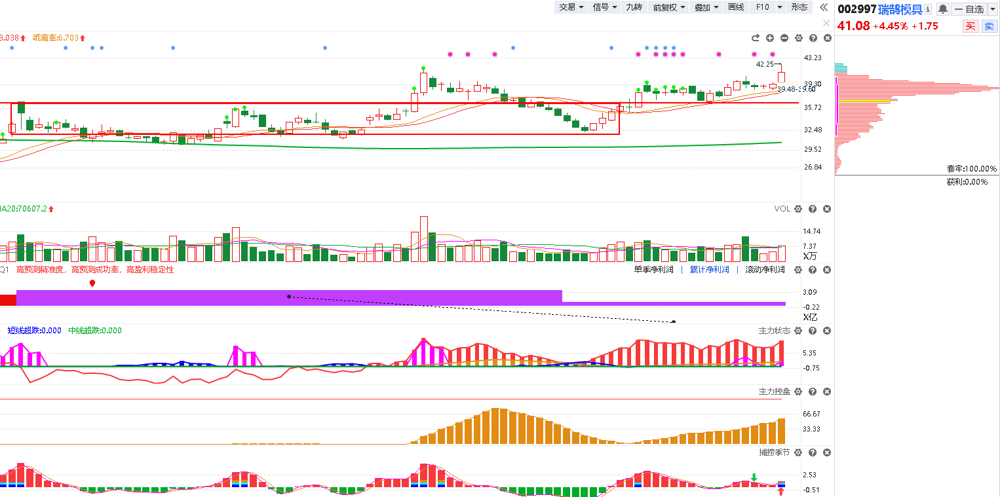 交易 信号 九转 前复权 叠加 画线 F10 形态
002997 瑞鹄模具 自选
41.08 +4.45% +1.75 买 卖
3.038 乖离率:6.703
43.23
42.25
39.30
39.48-39.60
35.72
32.48
29.52
26.84
套牢:100.00%
获利:0.00%
MA20:70607.2 VOL
14.74
7.37
X万
Q1 高预测精准度，高预测成功率，高盈利稳定性 单季净利润 | 累计净利润 | 滚动净利润
3.09
-0.22
X亿
短线超跌:0.000 中线超跌:0.000 主力状态
5.35
-0.75
主力控盘
66.67
33.33
捕捞季节
2.53
-0.51